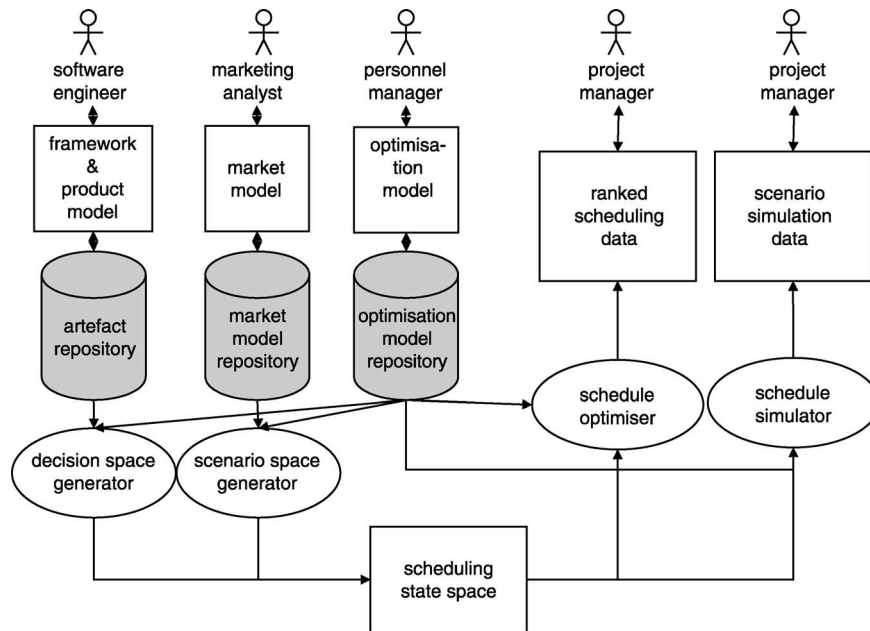 software
engineer
marketing
analyst
personnel
manager
project
manager
project
manager
framework
&
product
model
market
model
optimisa-
tion
model
ranked
scheduling
data
scenario
simulation
data
artefact
repository
market
model
repository
optimisation
model
repository
schedule
optimiser
schedule
simulator
decision space
generator
scenario space
generator
scheduling
state space